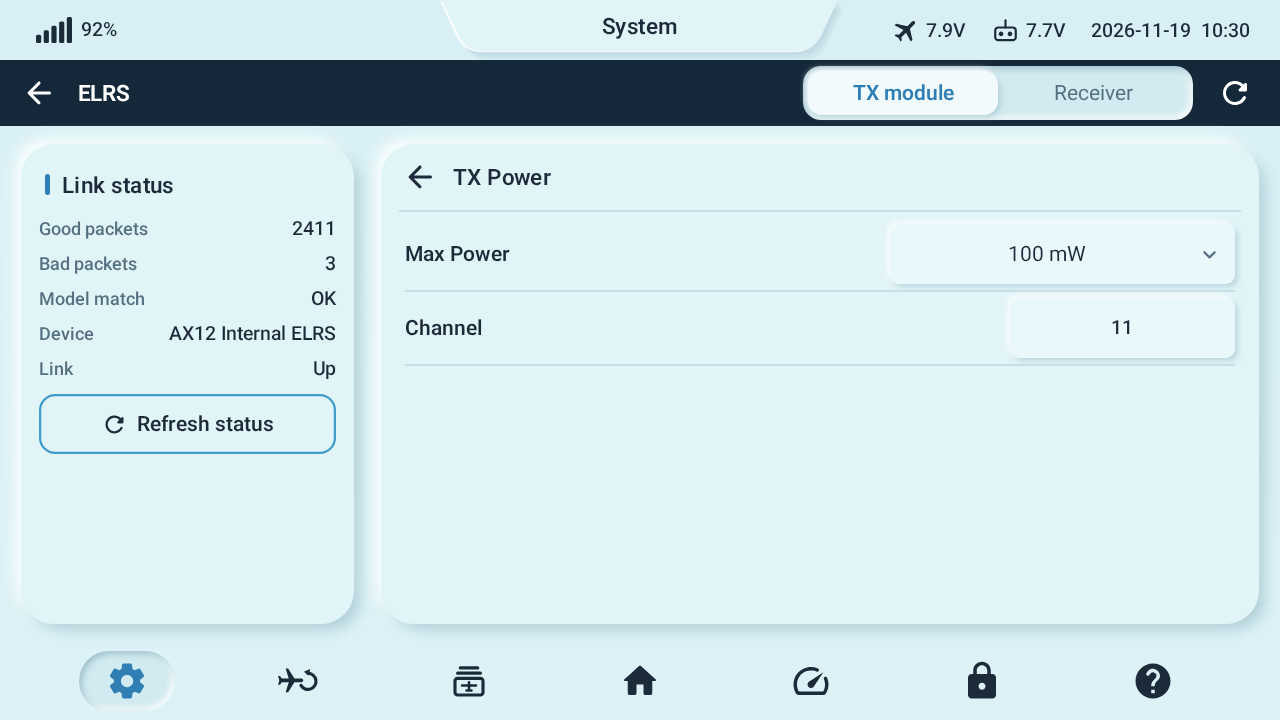 92%
System
7.9V
7.7V
2026-11-19 10:30
ELRS
TX module
Receiver
Link status
Good packets 2411
Bad packets 3
Model match OK
Device AX12 Internal ELRS
Link Up
Refresh status
TX Power
Max Power 100 mW
Channel 11